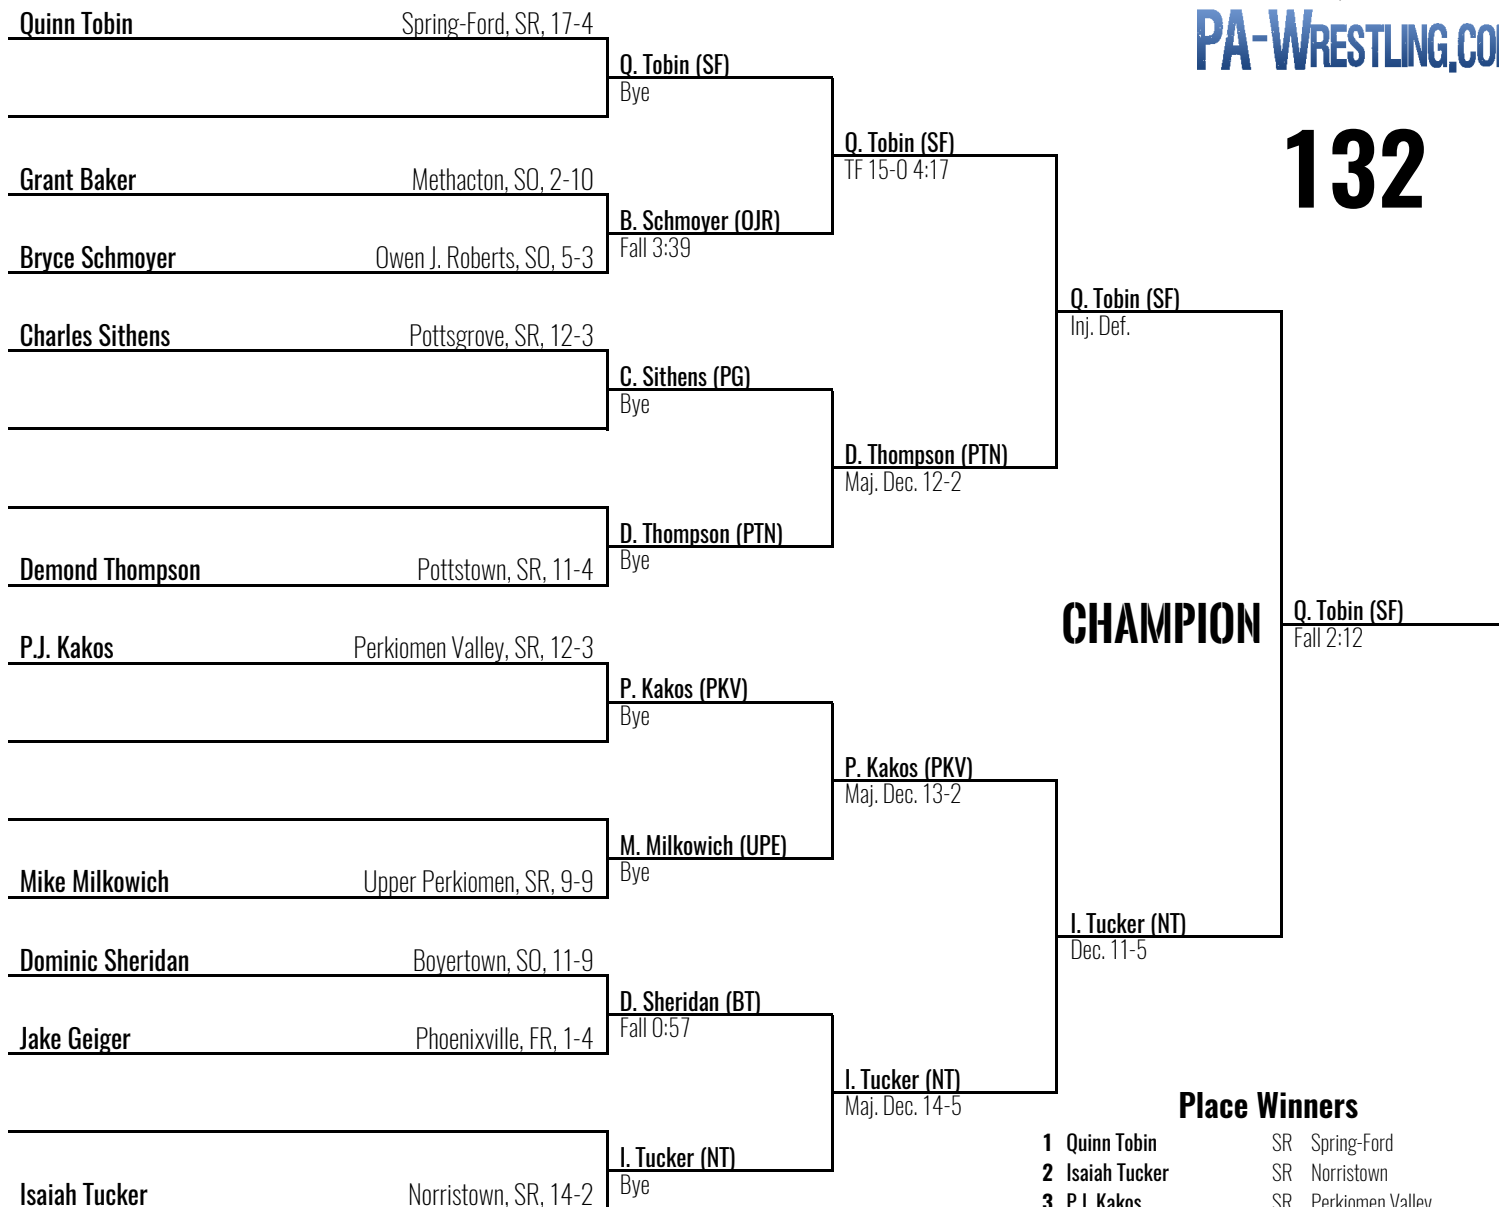 PA-WRESTLING.CO
132
Quinn Tobin Spring-Ford, SR, 17-4
Q. Tobin (SF)
Bye
Q. Tobin (SF)
TF 15-0 4:17
Grant Baker Methacton, SO, 2-10
B. Schmoyer (OJR)
Fall 3:39
Bryce Schmoyer Owen J. Roberts, SO, 5-3
Q. Tobin (SF)
Inj. Def.
Charles Sithens Pottsgrove, SR, 12-3
C. Sithens (PG)
Bye
D. Thompson (PTN)
Maj. Dec. 12-2
D. Thompson (PTN)
Bye
Demond Thompson Pottstown, SR, 11-4
CHAMPION
Q. Tobin (SF)
Fall 2:12
P.J. Kakos Perkiomen Valley, SR, 12-3
P. Kakos (PKV)
Bye
P. Kakos (PKV)
Maj. Dec. 13-2
M. Milkowich (UPE)
Bye
Mike Milkowich Upper Perkiomen, SR, 9-9
I. Tucker (NT)
Dec. 11-5
Dominic Sheridan Boyertown, SO, 11-9
D. Sheridan (BT)
Fall 0:57
Jake Geiger Phoenixville, FR, 1-4
I. Tucker (NT)
Maj. Dec. 14-5
I. Tucker (NT)
Bye
Isaiah Tucker Norristown, SR, 14-2
Place Winners
1 Quinn Tobin SR Spring-Ford
2 Isaiah Tucker SR Norristown
3 P.J. Kakos SR Perkiomen Valley